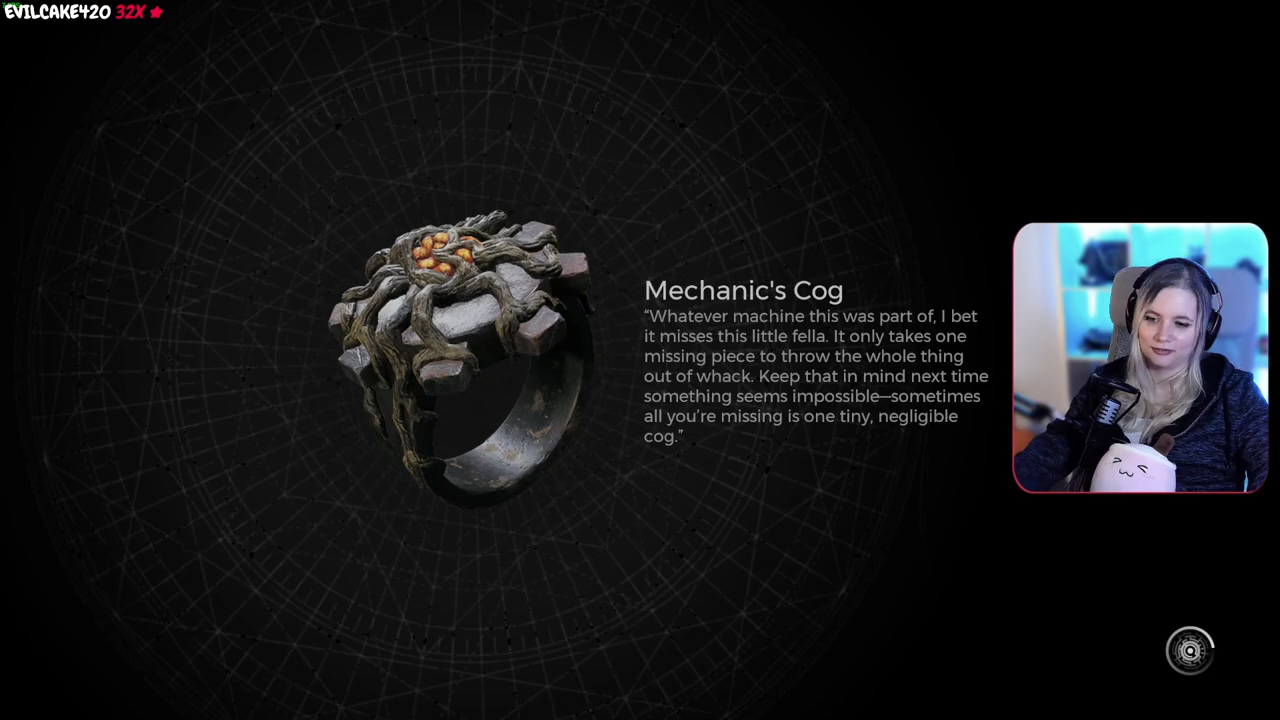 EVILCAKE420 32X
Mechanic's Cog
“Whatever machine this was part of, I bet
it misses this little fella. It only takes one
missing piece to throw the whole thing
out of whack. Keep that in mind next time
something seems impossible—sometimes
all you’re missing is one tiny, negligible
cog.”